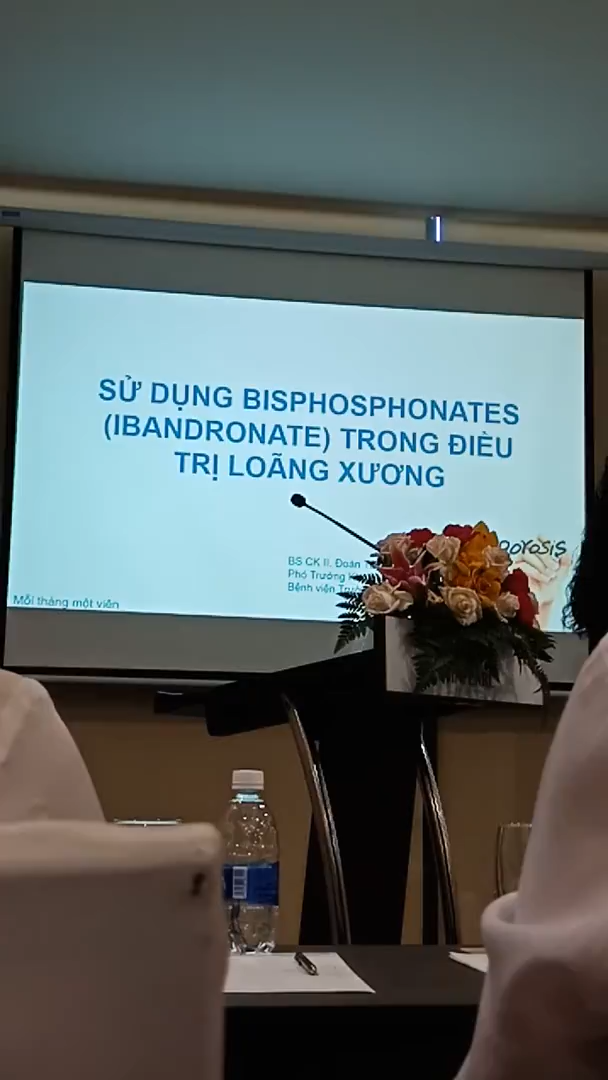 SỬ DỤNG BISPHOSPHONATES
(IBANDRONATE) TRONG ĐIỀU
TRỊ LOÃNG XƯƠNG
BS CK II. Đoàn
Phó Trưởng
Bệnh viện
Mỗi tháng một viên